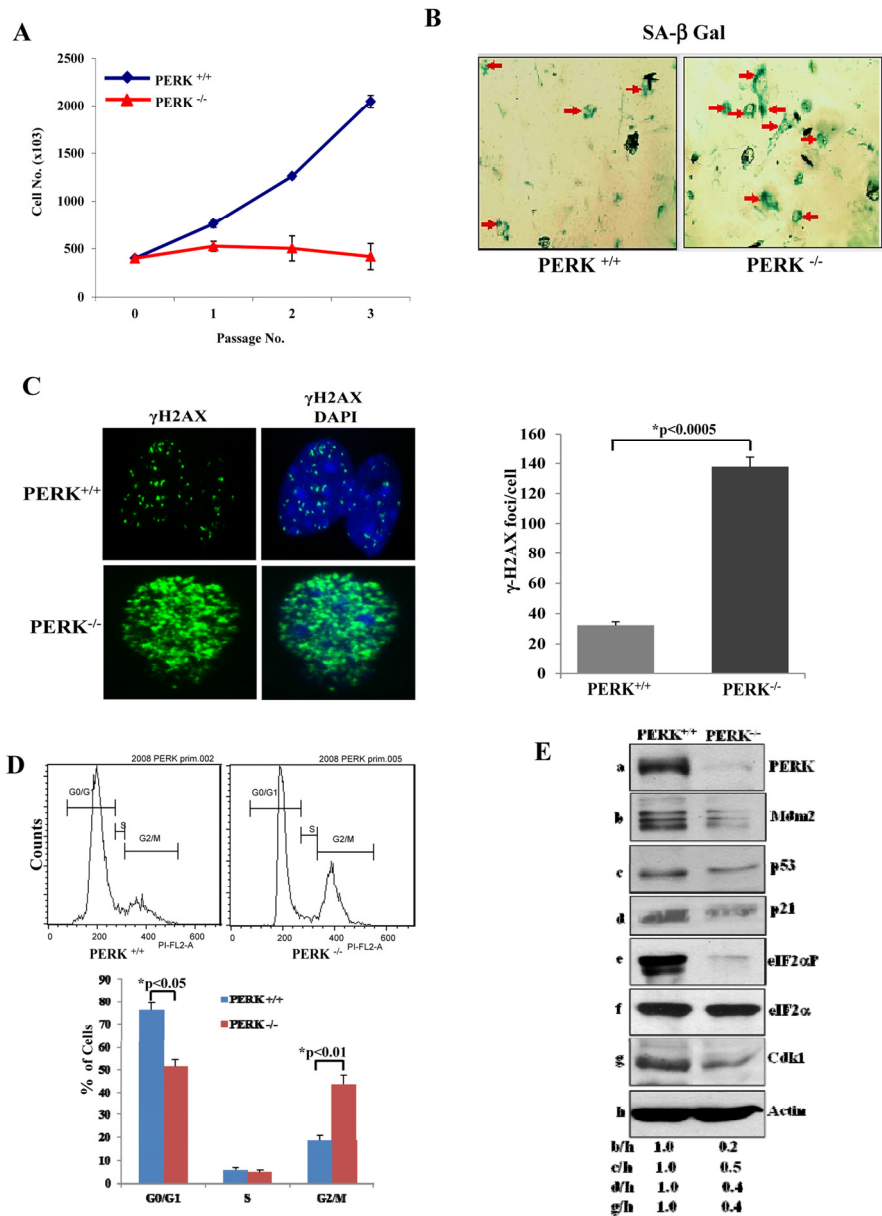 A
2500
2000
1500
1000
500
0
Cell No. (x103)
PERK +/+
PERK -/-
0 1 2 3
Passage No.
B
SA-β Gal
PERK +/+
PERK -/-
C
γH2AX
γH2AX
DAPI
PERK+/+
PERK-/-
γ-H2AX foci/cell
160
140
120
100
80
60
40
20
0
*p<0.0005
PERK+/+
PERK-/-
D
2008 PERK prim.002
G0/G1
S
G2/M
Counts
0 200 400 600
PI-FL2-A
PERK +/+
2008 PERK prim.005
G0/G1
S
G2/M
0 200 400 600
PI-FL2-A
PERK -/-
% of Cells
90
80
70
60
50
40
30
20
10
0
*p<0.05
PERK+/+
PERK-/-
*p<0.01
G0/G1 S G2/M
E
PERK+/+ PERK-/-
a PERK
b Mdm2
c p53
d p21
e eIF2αP
f eIF2α
g Cdk1
h Actin
b/h 1.0 0.2
c/h 1.0 0.5
d/h 1.0 0.4
g/h 1.0 0.4